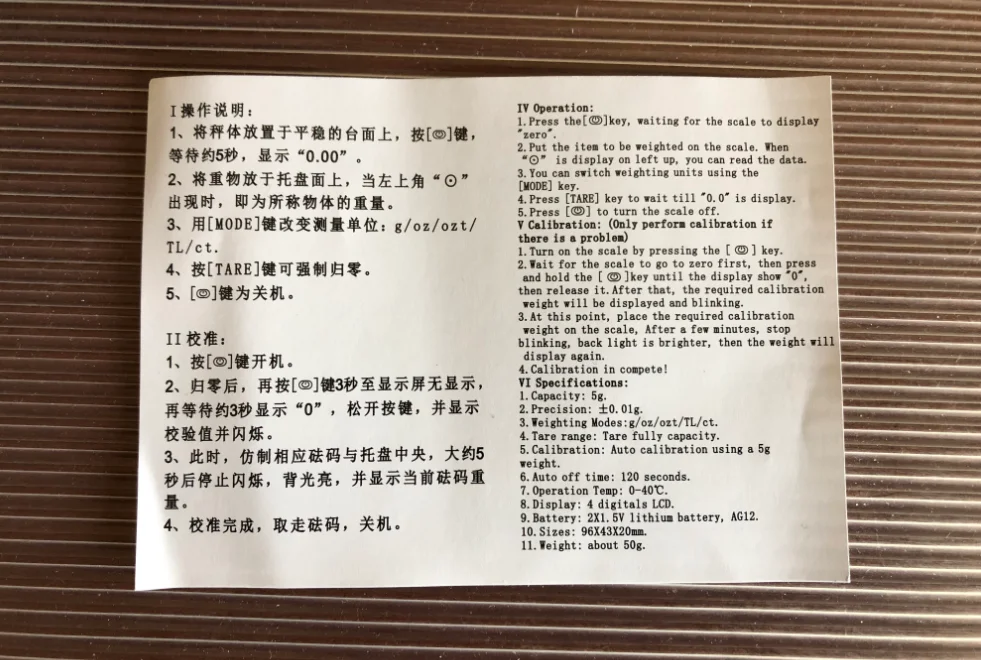 I 操作说明：
1、将秤体放置于平稳的台面上，按[◎]键，
等待约5秒，显示“0.00”。
2、将重物放于托盘面上，当左上角“⊙”
出现时，即为所称物体的重量。
3、用[MODE]键改变测量单位：g/oz/ozt/
TL/ct.
4、按[TARE]键可强制归零。
5、[◎]键为关机。
II 校准：
1、按[◎]键开机。
2、归零后，再按[◎]键3秒至显示屏无显示，
再等待约3秒显示“0”，松开按键，并显示
校验值并闪烁。
3、此时，仿制相应砝码与托盘中央，大约5
秒后停止闪烁，背光亮，并显示当前砝码重
量。
4、校准完成，取走砝码，关机。
IV Operation:
1. Press the[◎]key, waiting for the scale to display
"zero".
2. Put the item to be weighted on the scale. When
“⊙” is display on left up, you can read the data.
3. You can switch weighting units using the
[MODE] key.
4. Press [TARE] key to wait till "0.0" is display.
5. Press [◎] to turn the scale off.
V Calibration: (Only perform calibration if
there is a problem)
1. Turn on the scale by pressing the [ ◎ ] key.
2. Wait for the scale to go to zero first, then press
and hold the [ ◎ ]key until the display show "0",
then release it. After that, the required calibration
weight will be displayed and blinking.
3. At this point, place the required calibration
weight on the scale, After a few minutes, stop
blinking, back light is brighter, then the weight will
display again.
4. Calibration in compete!
VI Specifications:
1. Capacity: 5g.
2. Precision: ±0.01g.
3. Weighting Modes:g/oz/ozt/TL/ct.
4. Tare range: Tare fully capacity.
5. Calibration: Auto calibration using a 5g
weight.
6. Auto off time: 120 seconds.
7. Operation Temp: 0-40℃.
8. Display: 4 digitals LCD.
9. Battery: 2X1.5V lithium battery, AG12.
10. Sizes: 96X43X20mm.
11. Weight: about 50g.